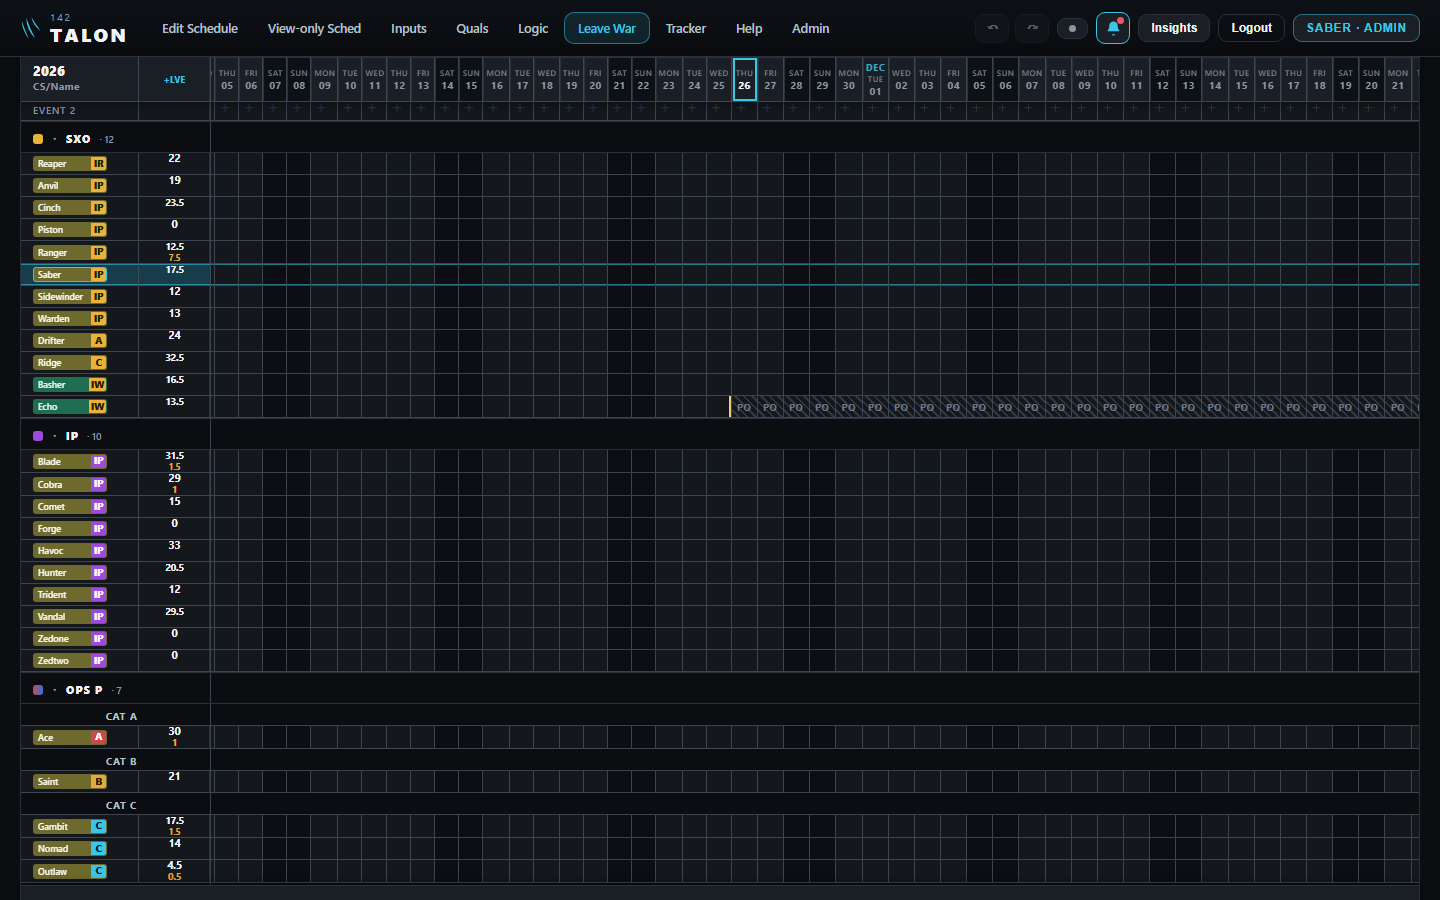 142
TALON
Edit Schedule
View-only Sched
Inputs
Quals
Logic
Leave War
Tracker
Help
Admin
Insights
Logout
SABER · ADMIN
2026
CS/Name
+LVE
THU 05
FRI 06
SAT 07
SUN 08
MON 09
TUE 10
WED 11
THU 12
FRI 13
SAT 14
SUN 15
MON 16
TUE 17
WED 18
THU 19
FRI 20
SAT 21
SUN 22
MON 23
TUE 24
WED 25
THU 26
FRI 27
SAT 28
SUN 29
MON 30
DEC TUE 01
WED 02
THU 03
FRI 04
SAT 05
SUN 06
MON 07
TUE 08
WED 09
THU 10
FRI 11
SAT 12
SUN 13
MON 14
TUE 15
WED 16
THU 17
FRI 18
SAT 19
SUN 20
MON 21
EVENT 2 + + + + + + + + + + + + + + + + + + + + + + + + + + + + + + + + + + + + + + + + + + + + + + +
SXO · 12
Reaper IR 22
Anvil IP 19
Cinch IP 23.5
Piston IP 0
Ranger IP 12.5
7.5
Saber IP 17.5
Sidewinder IP 12
Warden IP 13
Drifter A 24
Ridge C 32.5
Basher IW 16.5
Echo IW 13.5 PO PO PO PO PO PO PO PO PO PO PO PO PO PO PO PO PO PO PO PO PO PO PO PO PO PO
IP · 10
Blade IP 31.5
1.5
Cobra IP 29
1
Comet IP 15
Forge IP 0
Havoc IP 33
Hunter IP 20.5
Trident IP 12
Vandal IP 29.5
Zedone IP 0
Zedtwo IP 0
OPS P · 7
CAT A
Ace A 30
1
CAT B
Saint B 21
CAT C
Gambit C 17.5
1.5
Nomad C 14
Outlaw C 4.5
0.5